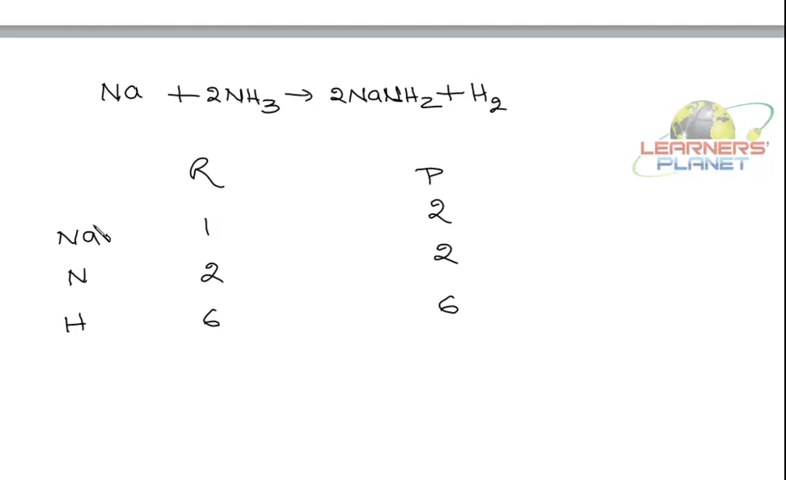 Na + 2NH3 → 2NaNH2 + H2
LEARNERS'
PLANET
R P
Na 1 2
N 2 2
H 6 6